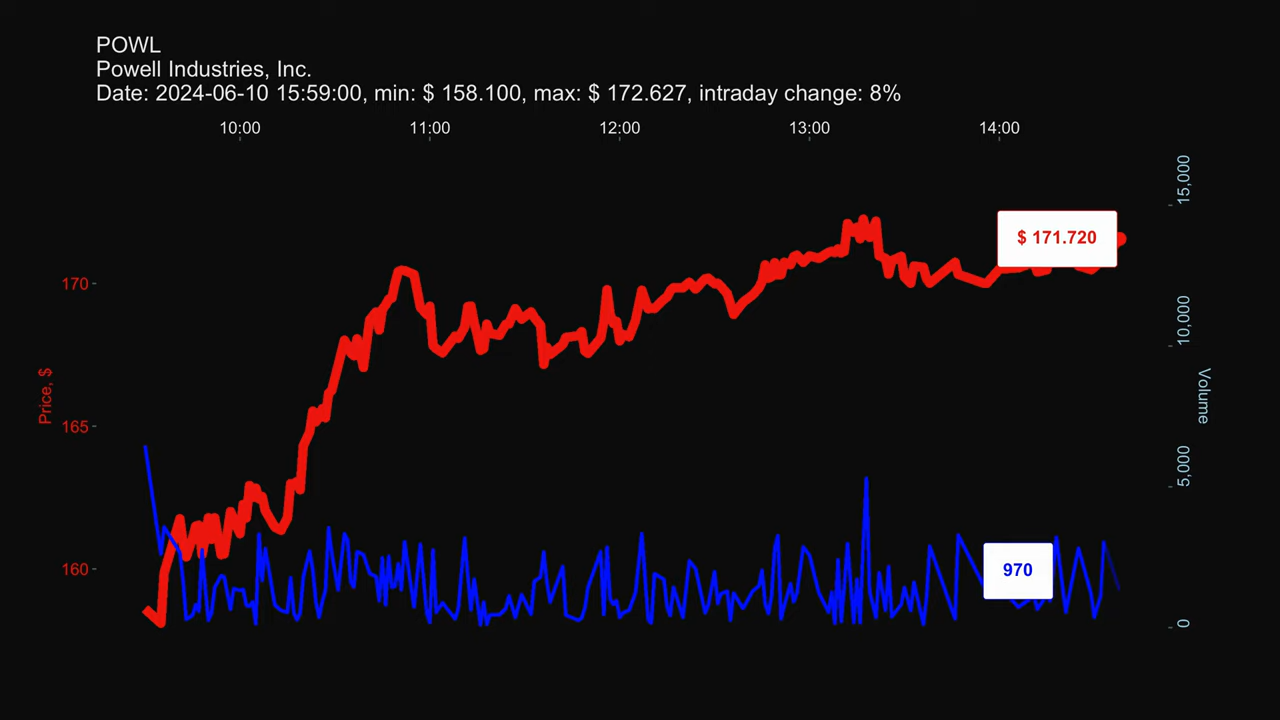 POWL
Powell Industries, Inc.
Date: 2024-06-10 15:59:00, min: $ 158.100, max: $ 172.627, intraday change: 8%
10:00 11:00 12:00 13:00 14:00
15,000
$ 171.720
170
10,000
Price, $
Volume
165
5,000
160
970
0